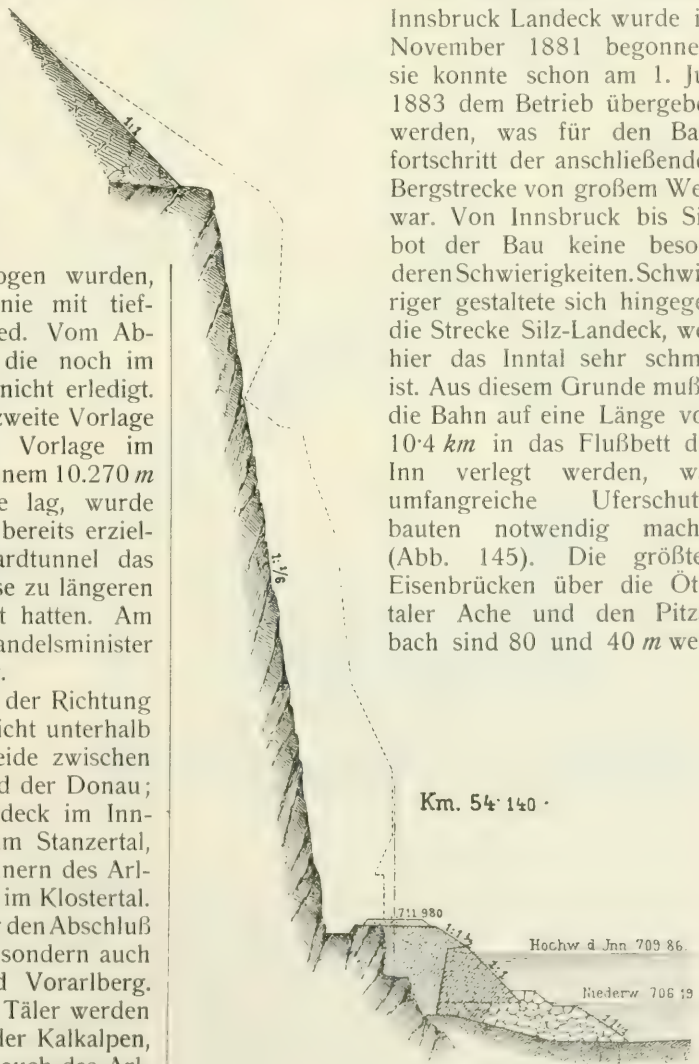 ogen wurden,
nie mit tief-
ed. Vom Ab-
die noch im
nicht erledigt.
zweite Vorlage
Vorlage im
nem 10.270 m
e lag, wurde
bereits erziel-
ardtunnel das
se zu längeren
t hatten. Am
andelsminister
der Richtung
icht unterhalb
eide zwischen
d der Donau;
deck im Inn-
m Stanzertal,
nern des Arl-
im Klostertal.
r den Abschluß
sondern auch
d Vorarlberg.
Täler werden
der Kalkalpen,
auch des Arl-
Innsbruck Landeck wurde i
November 1881 begonne
sie konnte schon am 1. Ju
1883 dem Betrieb übergebe
werden, was für den Ba
fortschritt der anschließende
Bergstrecke von großem We
war. Von Innsbruck bis Si
bot der Bau keine beso
deren Schwierigkeiten. Schwi
riger gestaltete sich hingege
die Strecke Silz-Landeck, we
hier das Inntal sehr schm
ist. Aus diesem Grunde muß
die Bahn auf eine Länge vo
10·4 km in das Flußbett d
Inn verlegt werden, w
umfangreiche Uferschut
bauten notwendig mach
(Abb. 145). Die größte
Eisenbrücken über die Öt
taler Ache und den Pitz
bach sind 80 und 40 m we
1:1
1:1/6
Km. 54·140·
711 980
Hochw d Jnn 709 86.
Niederw 706 19